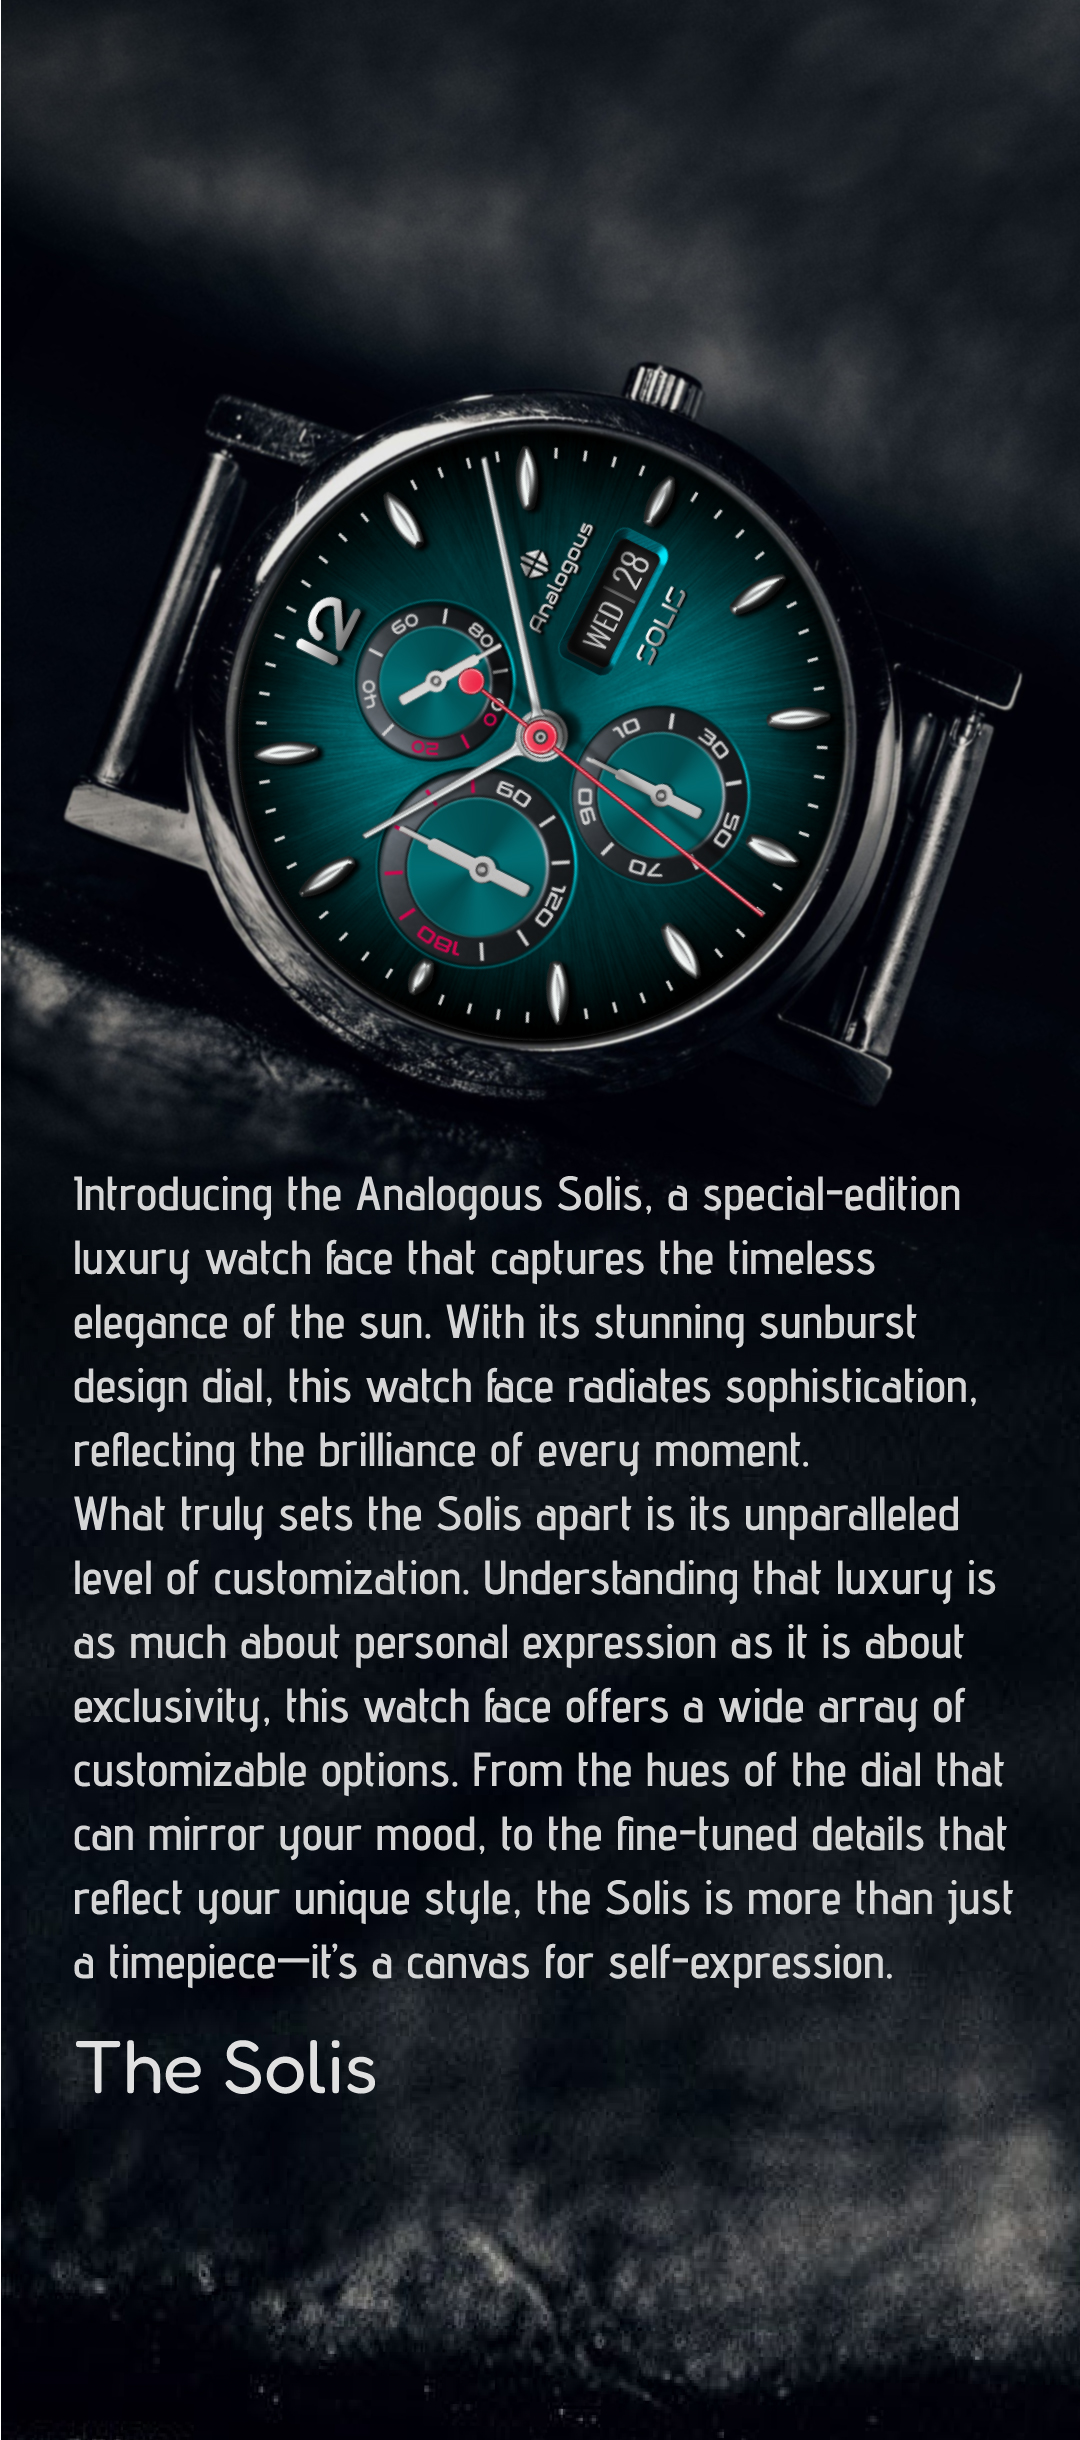 12
60
80
40
20
0
Analogous
WED | 28
SOLIS
10
30
50
70
90
60
120
180
Introducing the Analogous Solis, a special-edition
luxury watch face that captures the timeless
elegance of the sun. With its stunning sunburst
design dial, this watch face radiates sophistication,
reflecting the brilliance of every moment.
What truly sets the Solis apart is its unparalleled
level of customization. Understanding that luxury is
as much about personal expression as it is about
exclusivity, this watch face offers a wide array of
customizable options. From the hues of the dial that
can mirror your mood, to the fine-tuned details that
reflect your unique style, the Solis is more than just
a timepiece—it's a canvas for self-expression.
The Solis